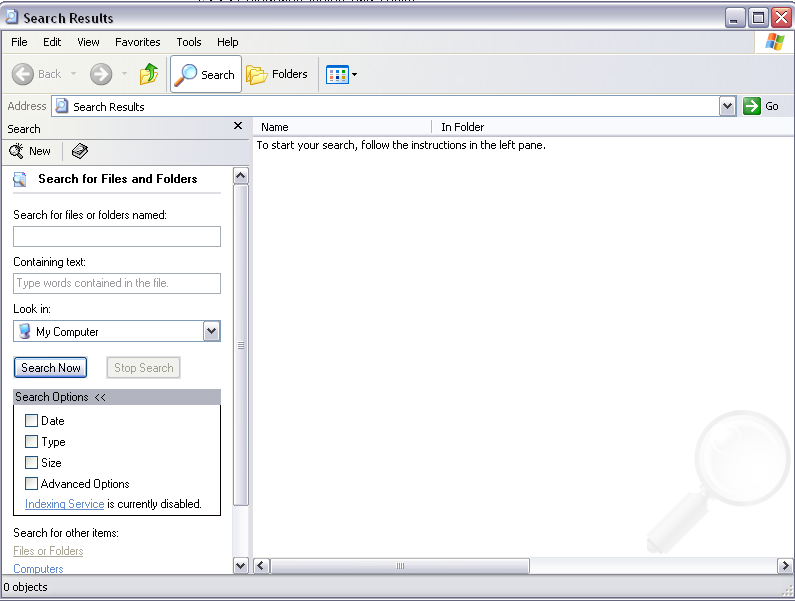 Search Results
File Edit View Favorites Tools Help
Back Search Folders
Address Search Results Go
Search
New
Search for Files and Folders
Search for files or folders named:
Containing text:
Type words contained in the file.
Look in:
My Computer
Search Now Stop Search
Search Options <<
Date
Type
Size
Advanced Options
Indexing Service is currently disabled.
Search for other items:
Files or Folders
Computers
Name In Folder
To start your search, follow the instructions in the left pane.
0 objects